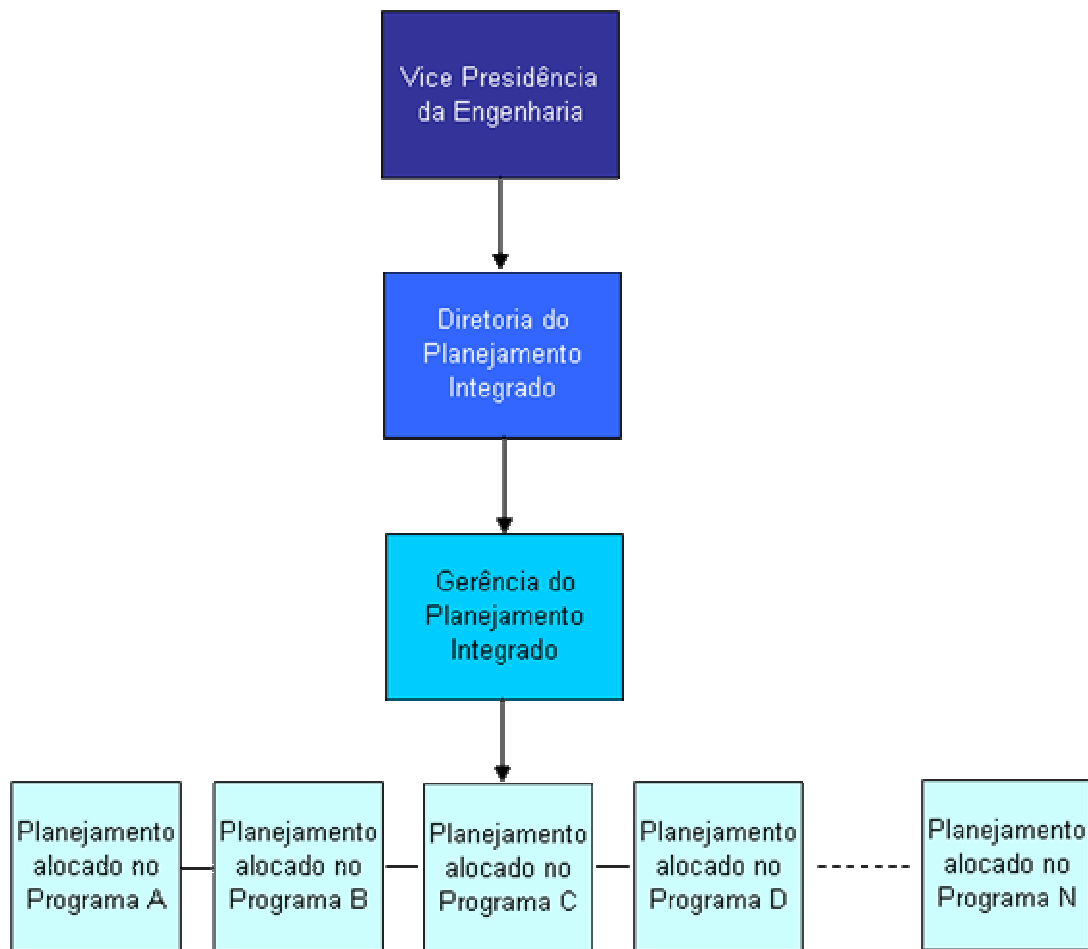 Vice Presidência
da Engenharia
Diretoria do
Planejamento
Integrado
Gerência do
Planejamento
Integrado
Planejamento
alocado no
Programa A
Planejamento
alocado no
Programa B
Planejamento
alocado no
Programa C
Planejamento
alocado no
Programa D
Planejamento
alocado no
Programa N